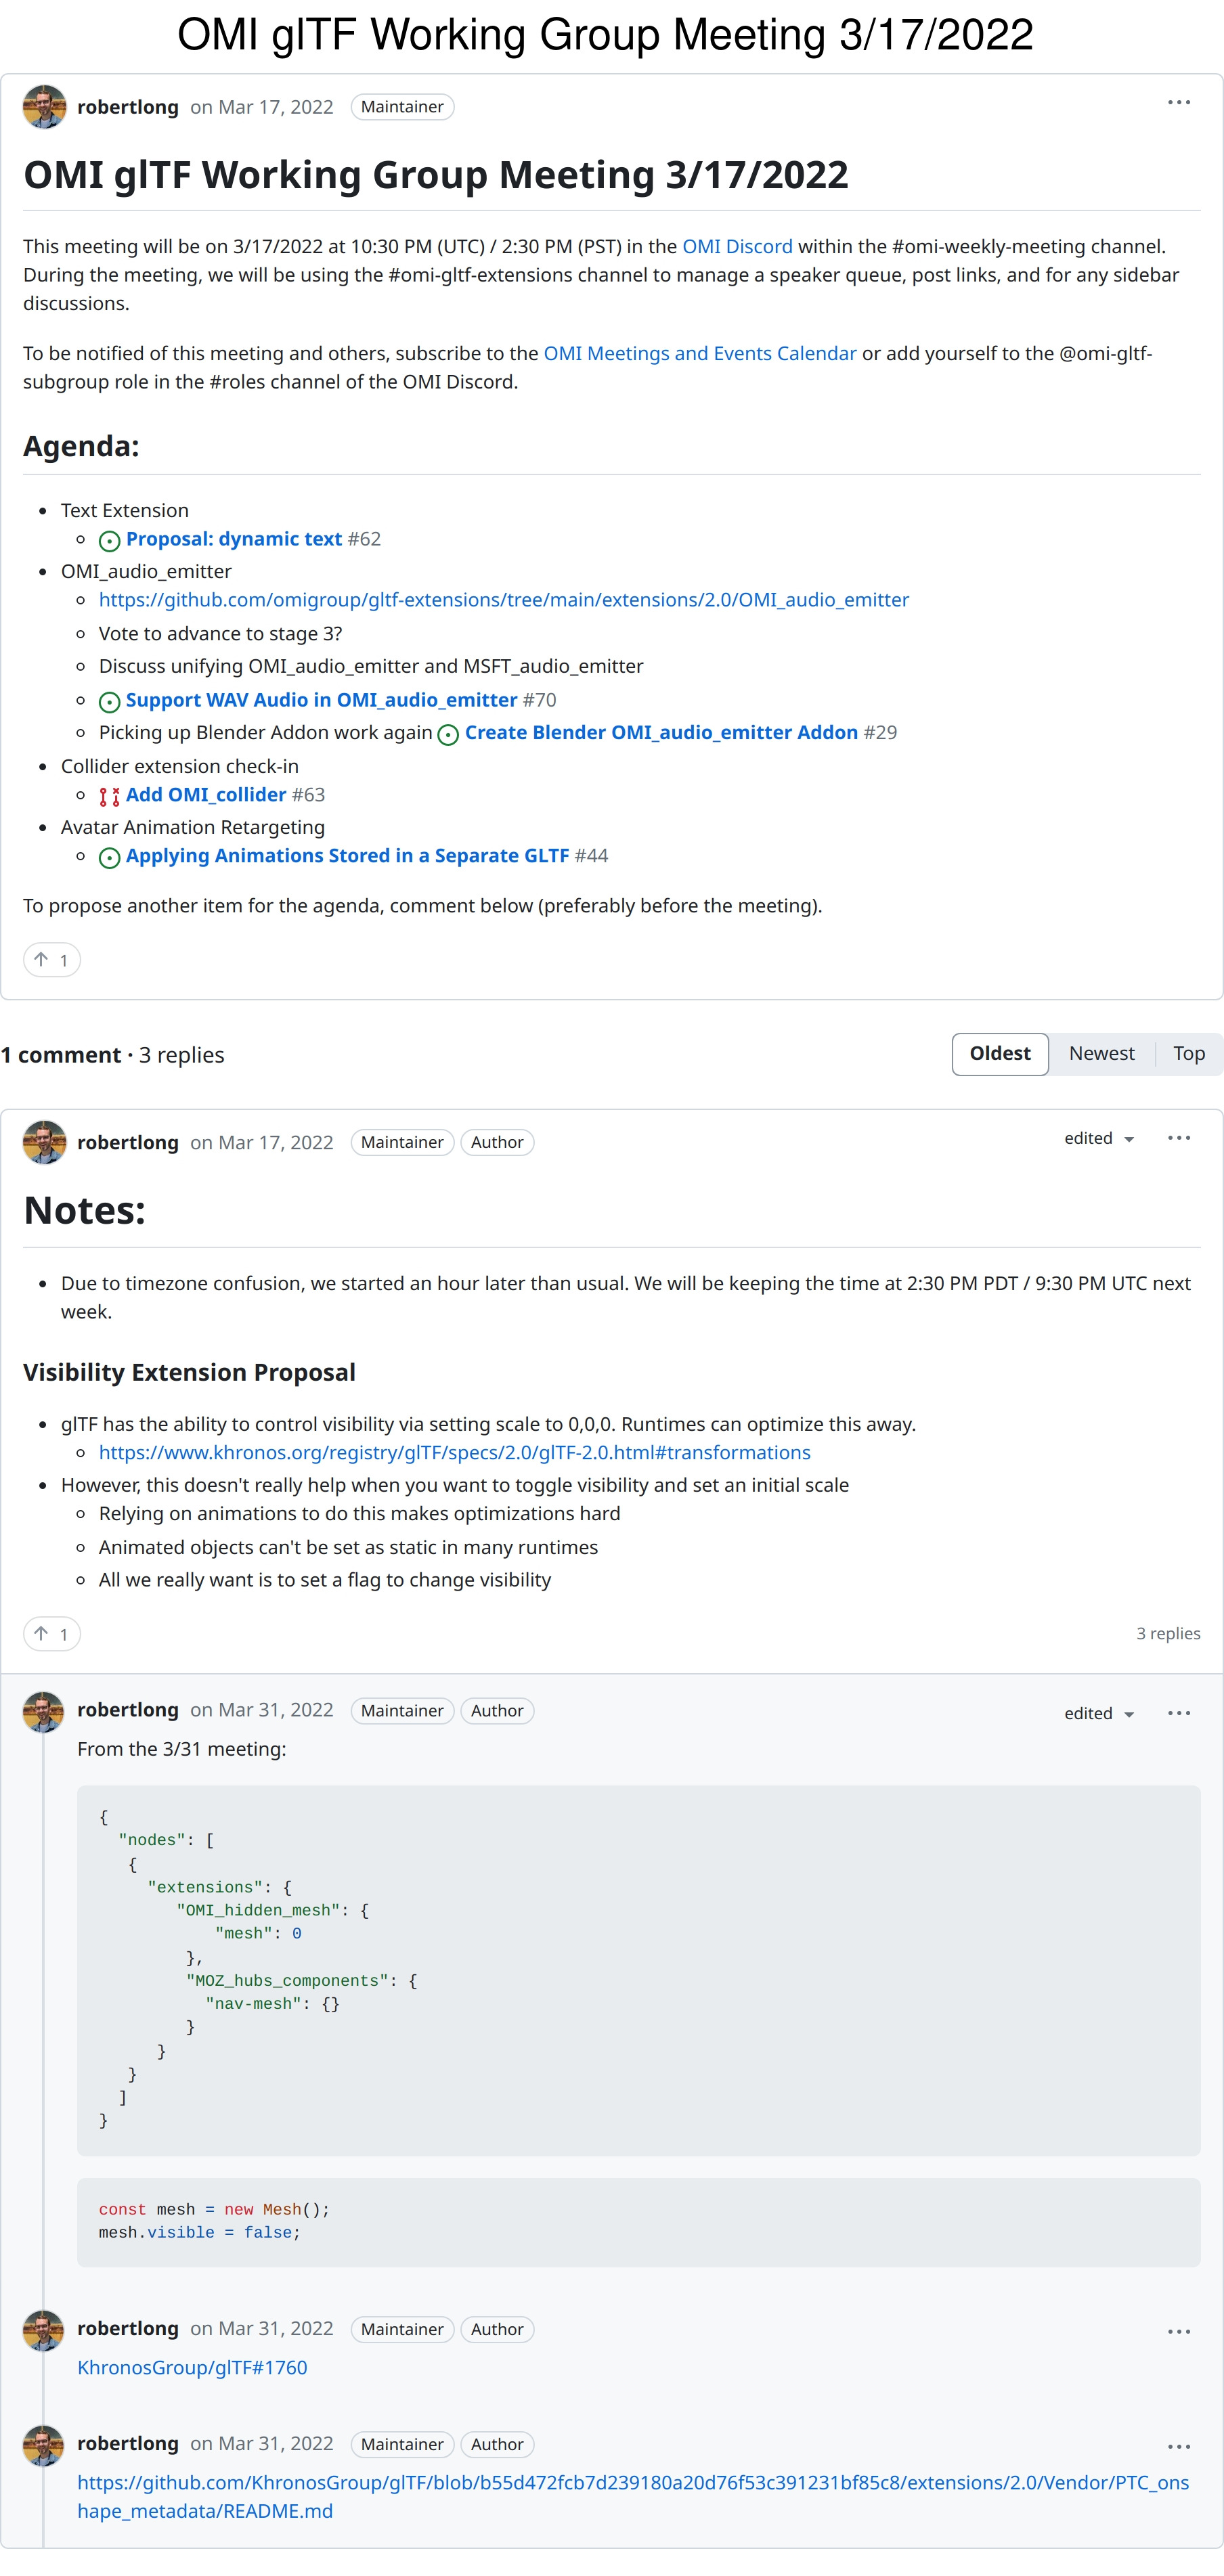 OMI glTF Working Group Meeting 3/17/2022
robertlong on Mar 17, 2022 Maintainer
OMI glTF Working Group Meeting 3/17/2022
This meeting will be on 3/17/2022 at 10:30 PM (UTC) / 2:30 PM (PST) in the OMI Discord within the #omi-weekly-meeting channel.
During the meeting, we will be using the #omi-gltf-extensions channel to manage a speaker queue, post links, and for any sidebar
discussions.
To be notified of this meeting and others, subscribe to the OMI Meetings and Events Calendar or add yourself to the @omi-gltf-
subgroup role in the #roles channel of the OMI Discord.
Agenda:
Text Extension
Proposal: dynamic text #62
OMI_audio_emitter
https://github.com/omigroup/gltf-extensions/tree/main/extensions/2.0/OMI_audio_emitter
Vote to advance to stage 3?
Discuss unifying OMI_audio_emitter and MSFT_audio_emitter
Support WAV Audio in OMI_audio_emitter #70
Picking up Blender Addon work again Create Blender OMI_audio_emitter Addon #29
Collider extension check-in
Add OMI_collider #63
Avatar Animation Retargeting
Applying Animations Stored in a Separate GLTF #44
To propose another item for the agenda, comment below (preferably before the meeting).
1
1 comment · 3 replies
Oldest Newest Top
robertlong on Mar 17, 2022 Maintainer Author edited
Notes:
Due to timezone confusion, we started an hour later than usual. We will be keeping the time at 2:30 PM PDT / 9:30 PM UTC next
week.
Visibility Extension Proposal
glTF has the ability to control visibility via setting scale to 0,0,0. Runtimes can optimize this away.
https://www.khronos.org/registry/glTF/specs/2.0/glTF-2.0.html#transformations
However, this doesn't really help when you want to toggle visibility and set an initial scale
Relying on animations to do this makes optimizations hard
Animated objects can't be set as static in many runtimes
All we really want is to set a flag to change visibility
1
3 replies
robertlong on Mar 31, 2022 Maintainer Author edited
From the 3/31 meeting:
{
"nodes": [
{
"extensions": {
"OMI_hidden_mesh": {
"mesh": 0
},
"MOZ_hubs_components": {
"nav-mesh": {}
}
}
}
]
}
const mesh = new Mesh();
mesh.visible = false;
robertlong on Mar 31, 2022 Maintainer Author
KhronosGroup/glTF#1760
robertlong on Mar 31, 2022 Maintainer Author
https://github.com/KhronosGroup/glTF/blob/b55d472fcb7d239180a20d76f53c391231bf85c8/extensions/2.0/Vendor/PTC_ons
hape_metadata/README.md